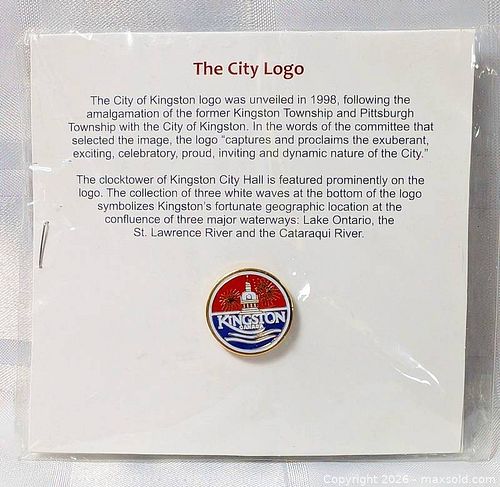 The City Logo
The City of Kingston logo was unveiled in 1998, following the
amalgamation of the former Kingston Township and Pittsburgh
Township with the City of Kingston. In the words of the committee that
selected the image, the logo “captures and proclaims the exuberant,
exciting, celebratory, proud, inviting and dynamic nature of the City.”
The clocktower of Kingston City Hall is featured prominently on the
logo. The collection of three white waves at the bottom of the logo
symbolizes Kingston’s fortunate geographic location at the
confluence of three major waterways: Lake Ontario, the
St. Lawrence River and the Cataraqui River.
KINGSTON
CANADA
Copyright 2026 - maxsold.com